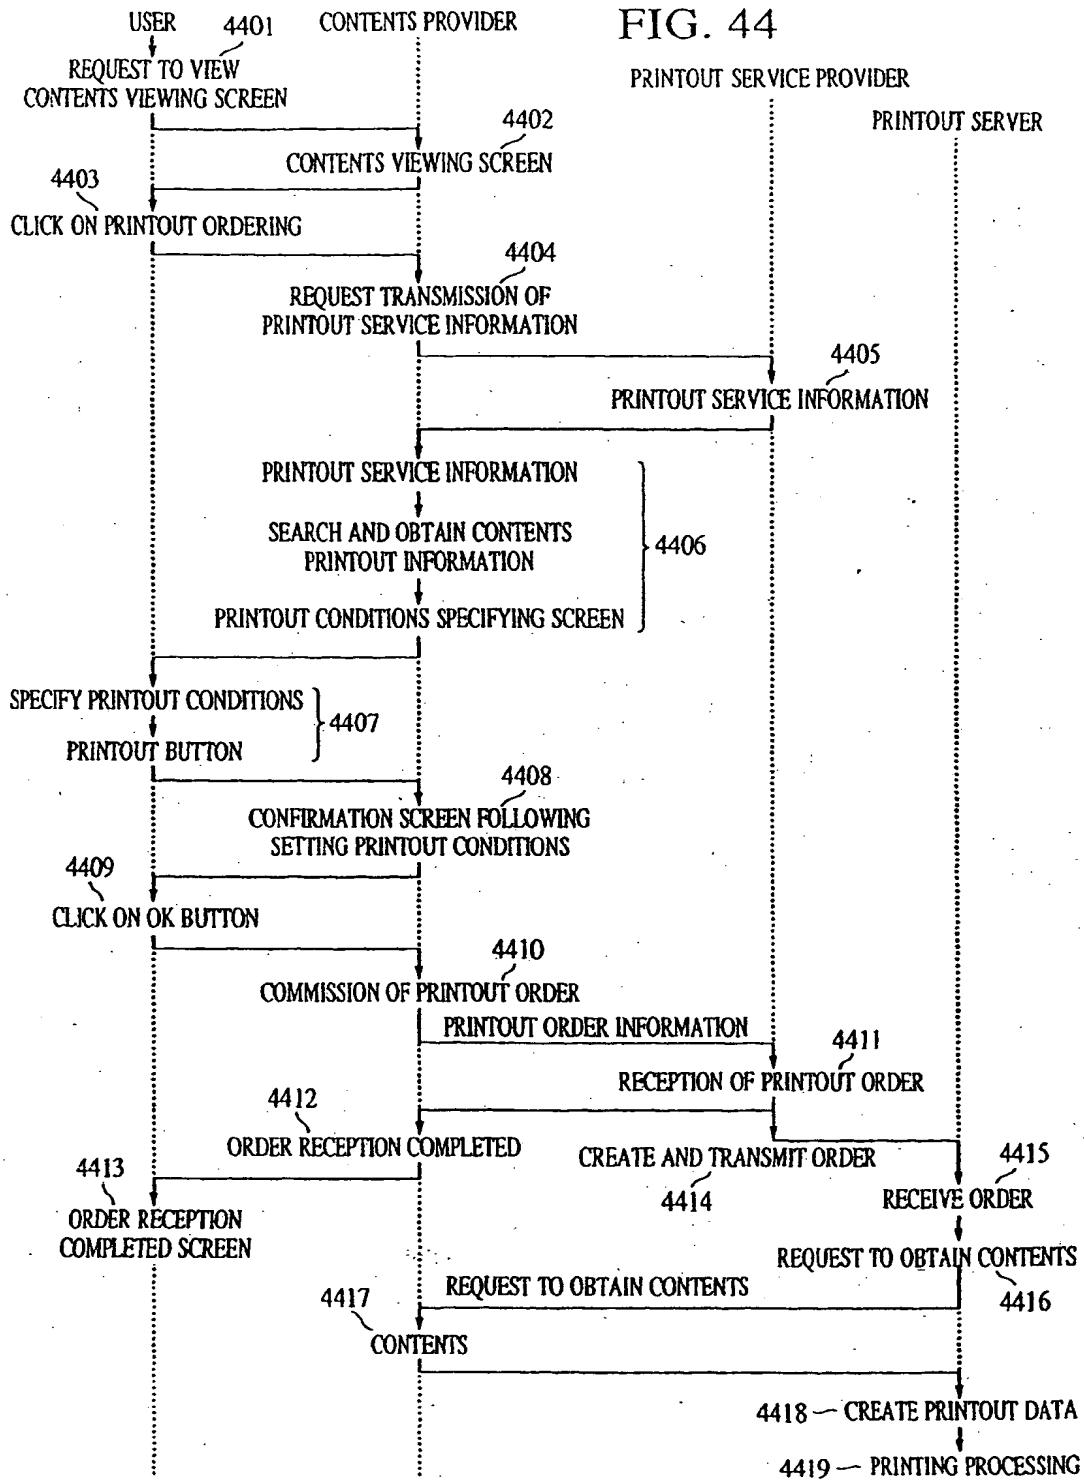 FIG. 44
USER
CONTENTS PROVIDER
PRINTOUT SERVICE PROVIDER
PRINTOUT SERVER
4401
REQUEST TO VIEW
CONTENTS VIEWING SCREEN
4402
CONTENTS VIEWING SCREEN
4403
CLICK ON PRINTOUT ORDERING
4404
REQUEST TRANSMISSION OF
PRINTOUT SERVICE INFORMATION
4405
PRINTOUT SERVICE INFORMATION
PRINTOUT SERVICE INFORMATION
SEARCH AND OBTAIN CONTENTS
PRINTOUT INFORMATION
4406
PRINTOUT CONDITIONS SPECIFYING SCREEN
SPECIFY PRINTOUT CONDITIONS
4407
PRINTOUT BUTTON
4408
CONFIRMATION SCREEN FOLLOWING
SETTING PRINTOUT CONDITIONS
4409
CLICK ON OK BUTTON
4410
COMMISSION OF PRINTOUT ORDER
PRINTOUT ORDER INFORMATION
4411
RECEPTION OF PRINTOUT ORDER
4412
ORDER RECEPTION COMPLETED
4413
ORDER RECEPTION
COMPLETED SCREEN
CREATE AND TRANSMIT ORDER
4414
4415
RECEIVE ORDER
REQUEST TO OBTAIN CONTENTS
4416
REQUEST TO OBTAIN CONTENTS
4417
CONTENTS
4418 CREATE PRINTOUT DATA
4419 PRINTING PROCESSING